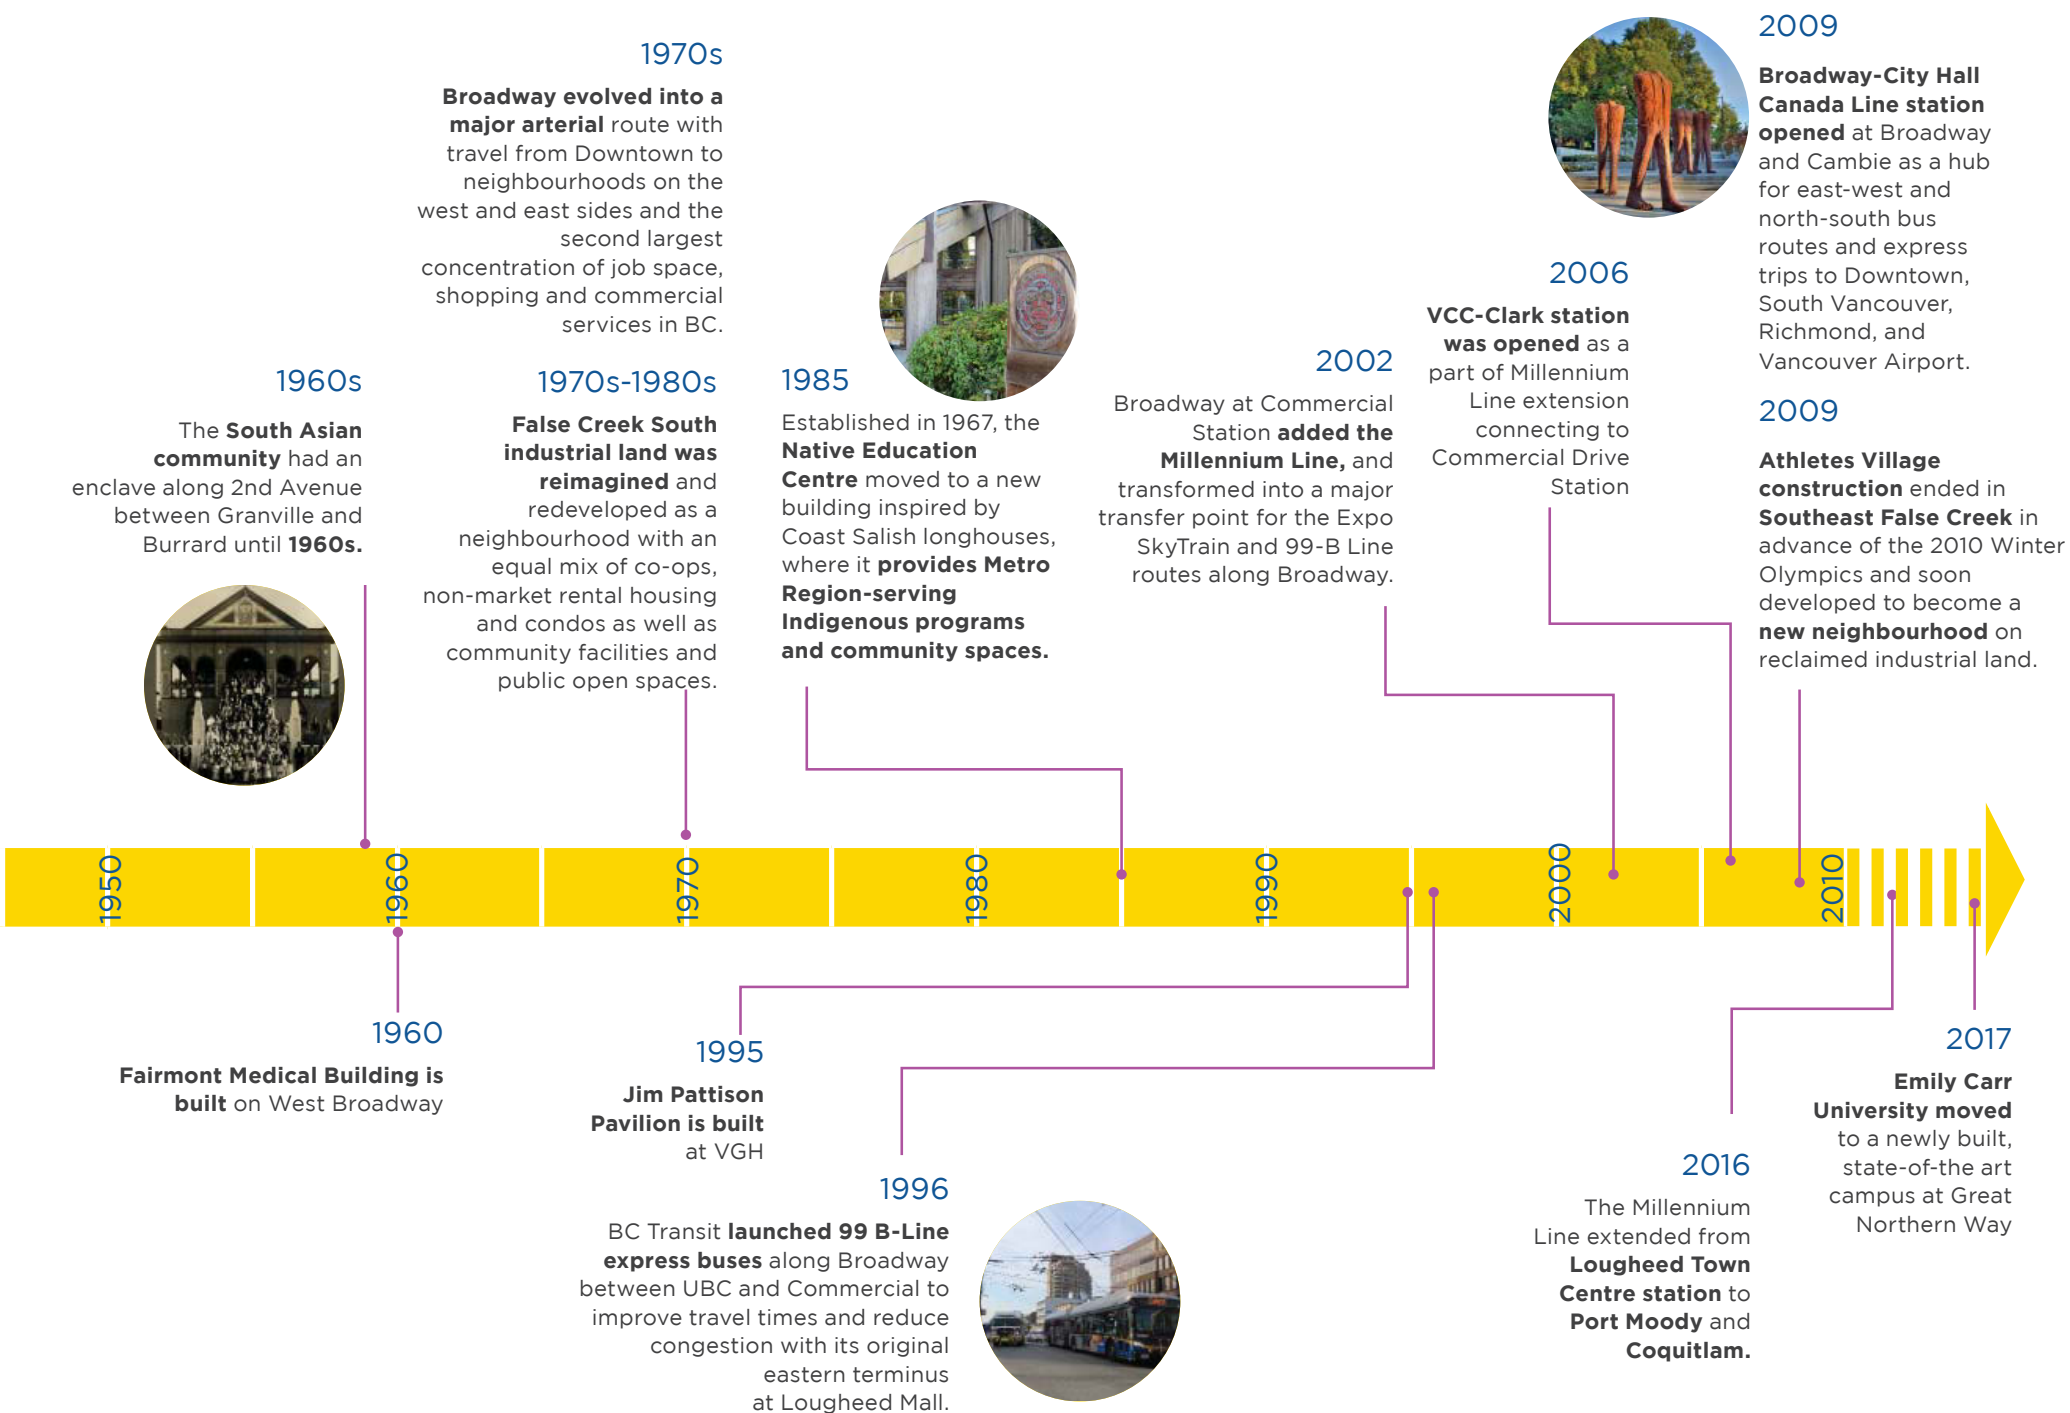 1970s
Broadway evolved into a
major arterial route with
travel from Downtown to
neighbourhoods on the
west and east sides and the
second largest
concentration of job space,
shopping and commercial
services in BC.
1960s
The South Asian
community had an
enclave along 2nd Avenue
between Granville and
Burrard until 1960s.
1970s-1980s
False Creek South
industrial land was
reimagined and
redeveloped as a
neighbourhood with an
equal mix of co-ops,
non-market rental housing
and condos as well as
community facilities and
public open spaces.
1985
Established in 1967, the
Native Education
Centre moved to a new
building inspired by
Coast Salish longhouses,
where it provides Metro
Region-serving
Indigenous programs
and community spaces.
2002
Broadway at Commercial
Station added the
Millennium Line, and
transformed into a major
transfer point for the Expo
SkyTrain and 99-B Line
routes along Broadway.
2006
VCC-Clark station
was opened as a
part of Millennium
Line extension
connecting to
Commercial Drive
Station
2009
Broadway-City Hall
Canada Line station
opened at Broadway
and Cambie as a hub
for east-west and
north-south bus
routes and express
trips to Downtown,
South Vancouver,
Richmond, and
Vancouver Airport.
2009
Athletes Village
construction ended in
Southeast False Creek in
advance of the 2010 Winter
Olympics and soon
developed to become a
new neighbourhood on
reclaimed industrial land.
1950
1960
1970
1980
1990
2000
2010
1960
Fairmont Medical Building is
built on West Broadway
1995
Jim Pattison
Pavilion is built
at VGH
1996
BC Transit launched 99 B-Line
express buses along Broadway
between UBC and Commercial to
improve travel times and reduce
congestion with its original
eastern terminus
at Lougheed Mall.
2016
The Millennium
Line extended from
Lougheed Town
Centre station to
Port Moody and
Coquitlam.
2017
Emily Carr
University moved
to a newly built,
state-of-the art
campus at Great
Northern Way